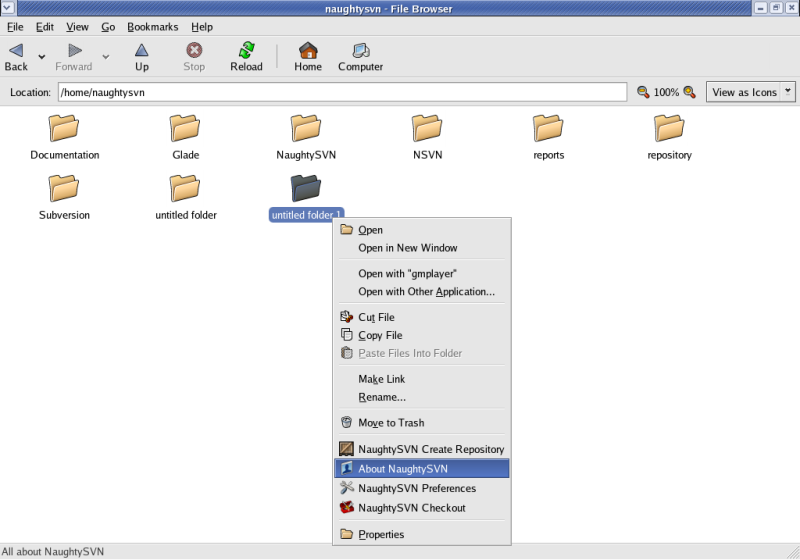 naughtysvn - File Browser
File Edit View Go Bookmarks Help
Back Forward Up Stop Reload Home Computer
Location: /home/naughtysvn 100% View as Icons
Documentation Glade NaughtySVN NSVN reports repository
Subversion untitled folder untitled folder 1
Open
Open in New Window
Open with "gmplayer"
Open with Other Application...
Cut File
Copy File
Paste Files Into Folder
Make Link
Rename...
Move to Trash
NaughtySVN Create Repository
About NaughtySVN
NaughtySVN Preferences
NaughtySVN Checkout
Properties
All about NaughtySVN